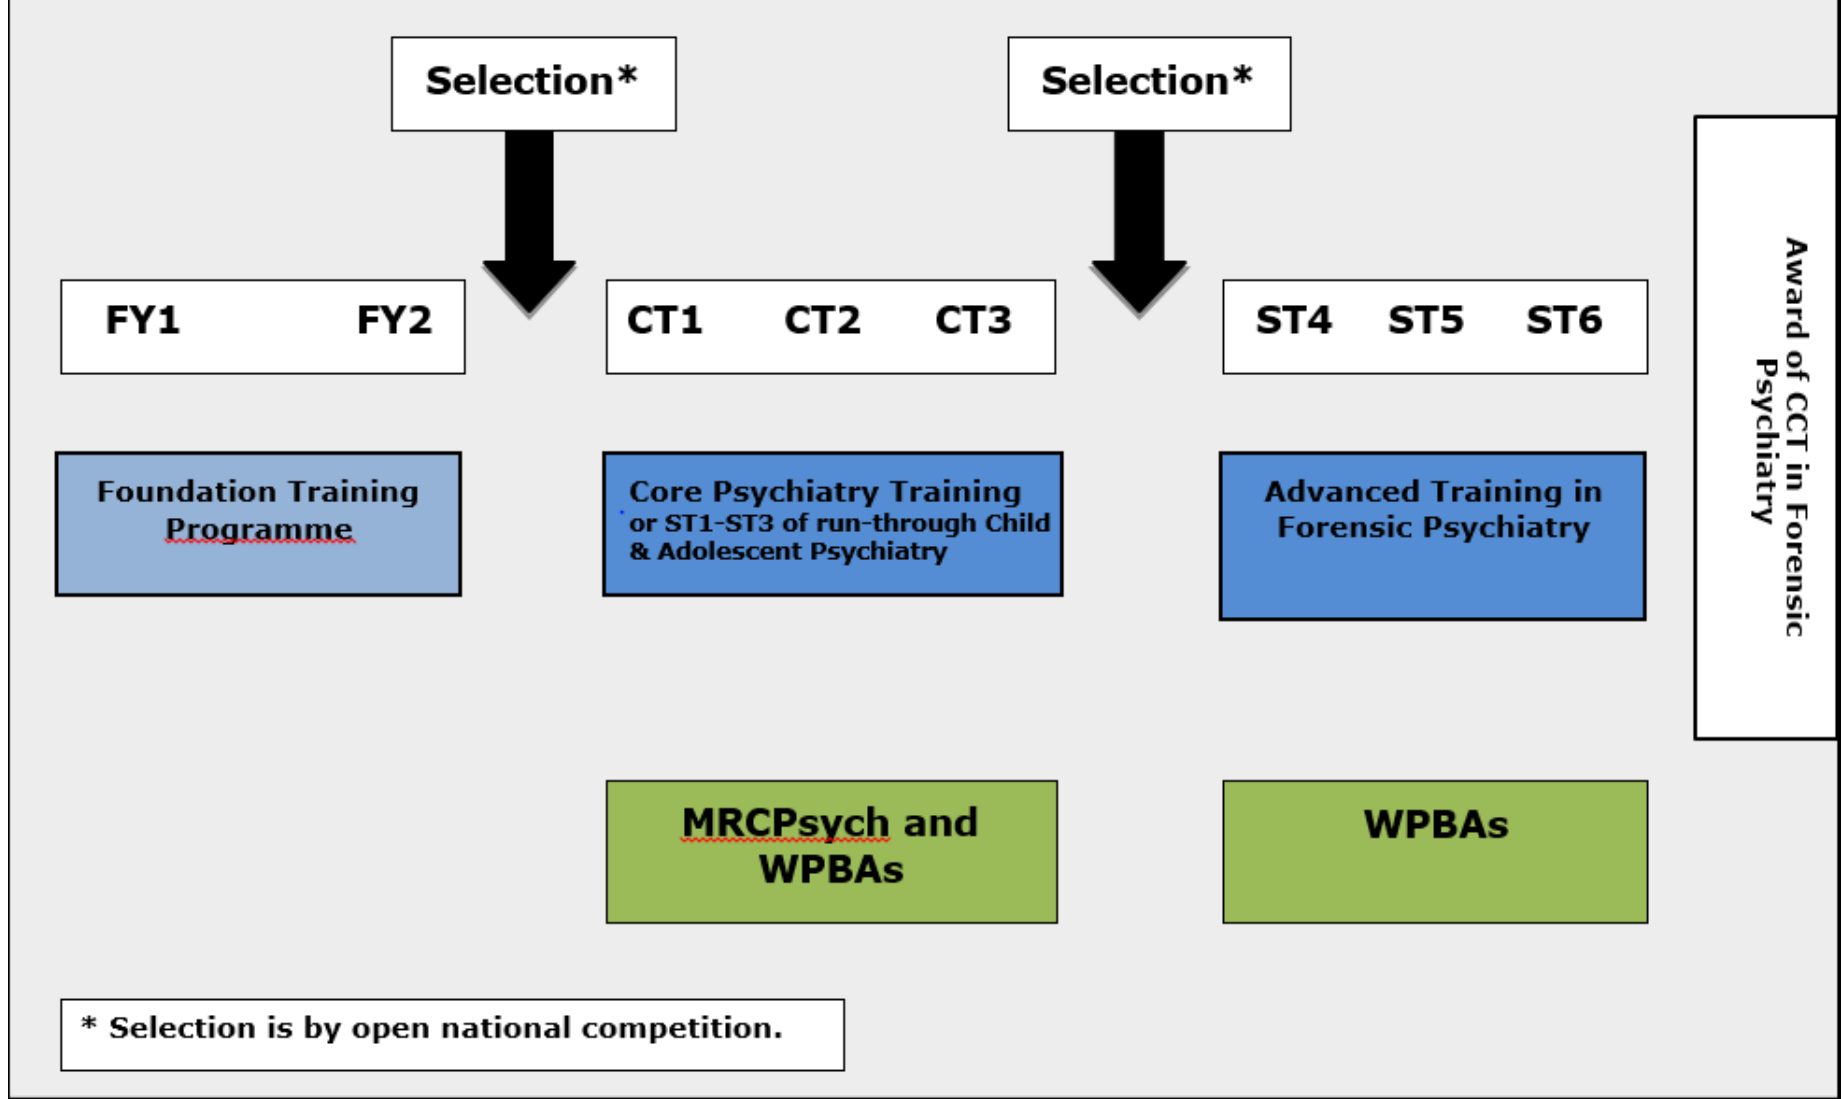 Selection*
Selection*
FY1 FY2
CT1 CT2 CT3
ST4 ST5 ST6
Foundation Training
Programme
Core Psychiatry Training
or ST1-ST3 of run-through Child
& Adolescent Psychiatry
Advanced Training in
Forensic Psychiatry
Award of CCT in Forensic
Psychiatry
MRCPsych and
WPBAs
WPBAs
* Selection is by open national competition.